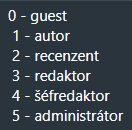 0 - guest
1 - autor
2 - recenzent
3 - redaktor
4 - šéfredaktor
5 - administrátor